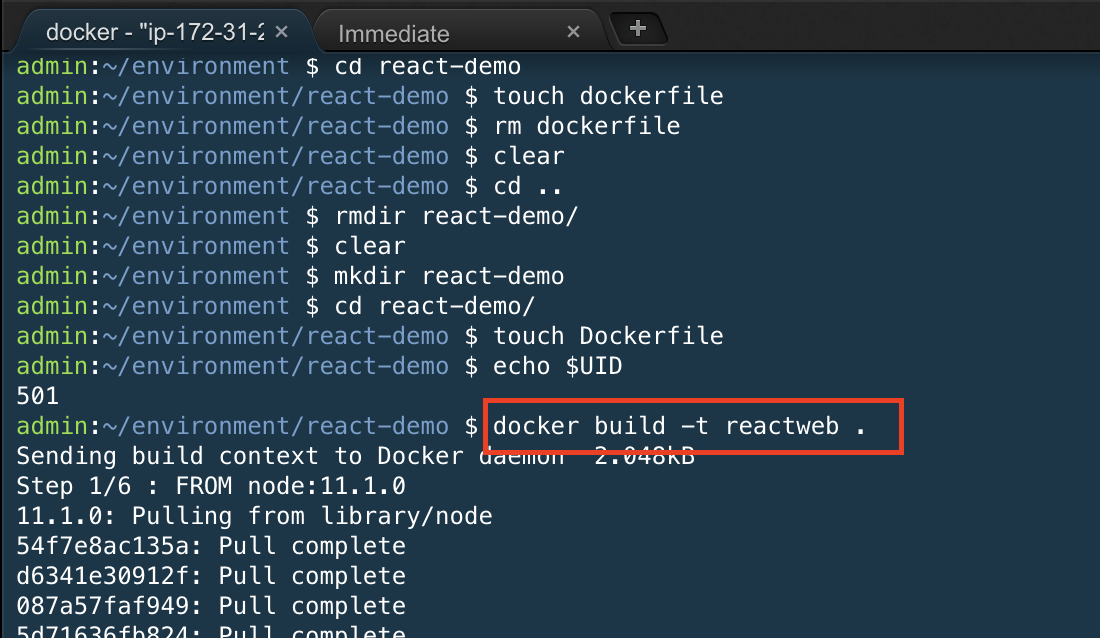 docker - "ip-172-31-2 ×
Immediate ×
+
admin:~/environment $ cd react-demo
admin:~/environment/react-demo $ touch dockerfile
admin:~/environment/react-demo $ rm dockerfile
admin:~/environment/react-demo $ clear
admin:~/environment/react-demo $ cd ..
admin:~/environment $ rmdir react-demo/
admin:~/environment $ clear
admin:~/environment $ mkdir react-demo
admin:~/environment $ cd react-demo/
admin:~/environment/react-demo $ touch Dockerfile
admin:~/environment/react-demo $ echo $UID
501
admin:~/environment/react-demo $ docker build -t reactweb .
Sending build context to Docker daemon  2.048kB
Step 1/6 : FROM node:11.1.0
11.1.0: Pulling from library/node
54f7e8ac135a: Pull complete
d6341e30912f: Pull complete
087a57faf949: Pull complete
5d71636fb824: Pull complete